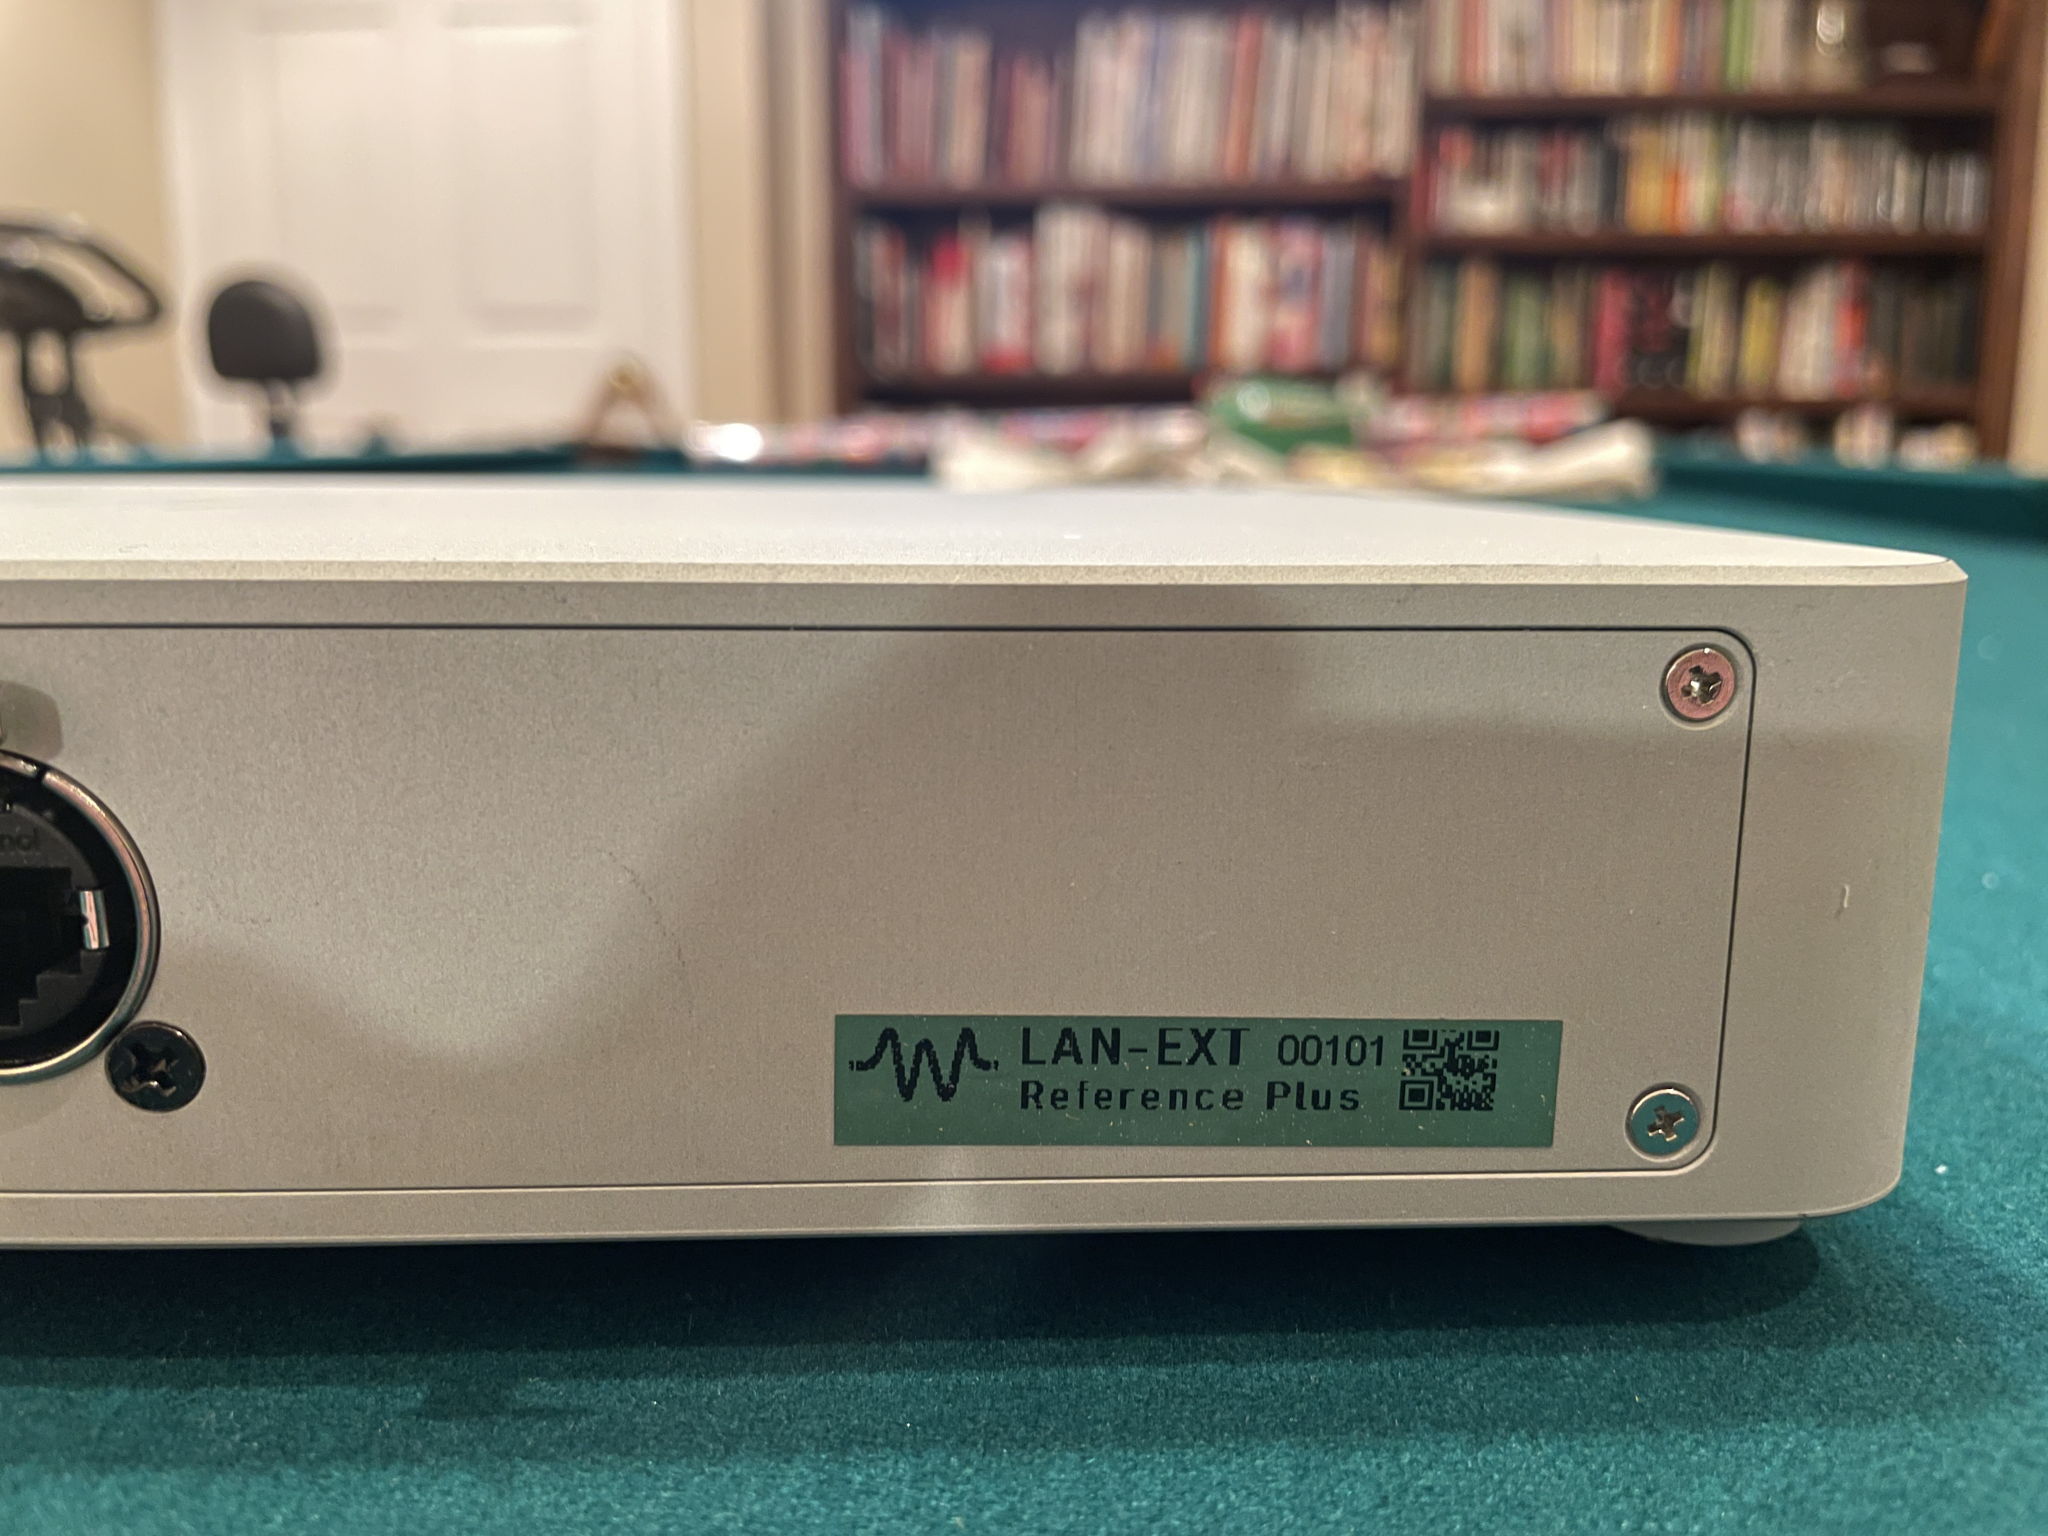 LAN-EXT 00101
Reference Plus